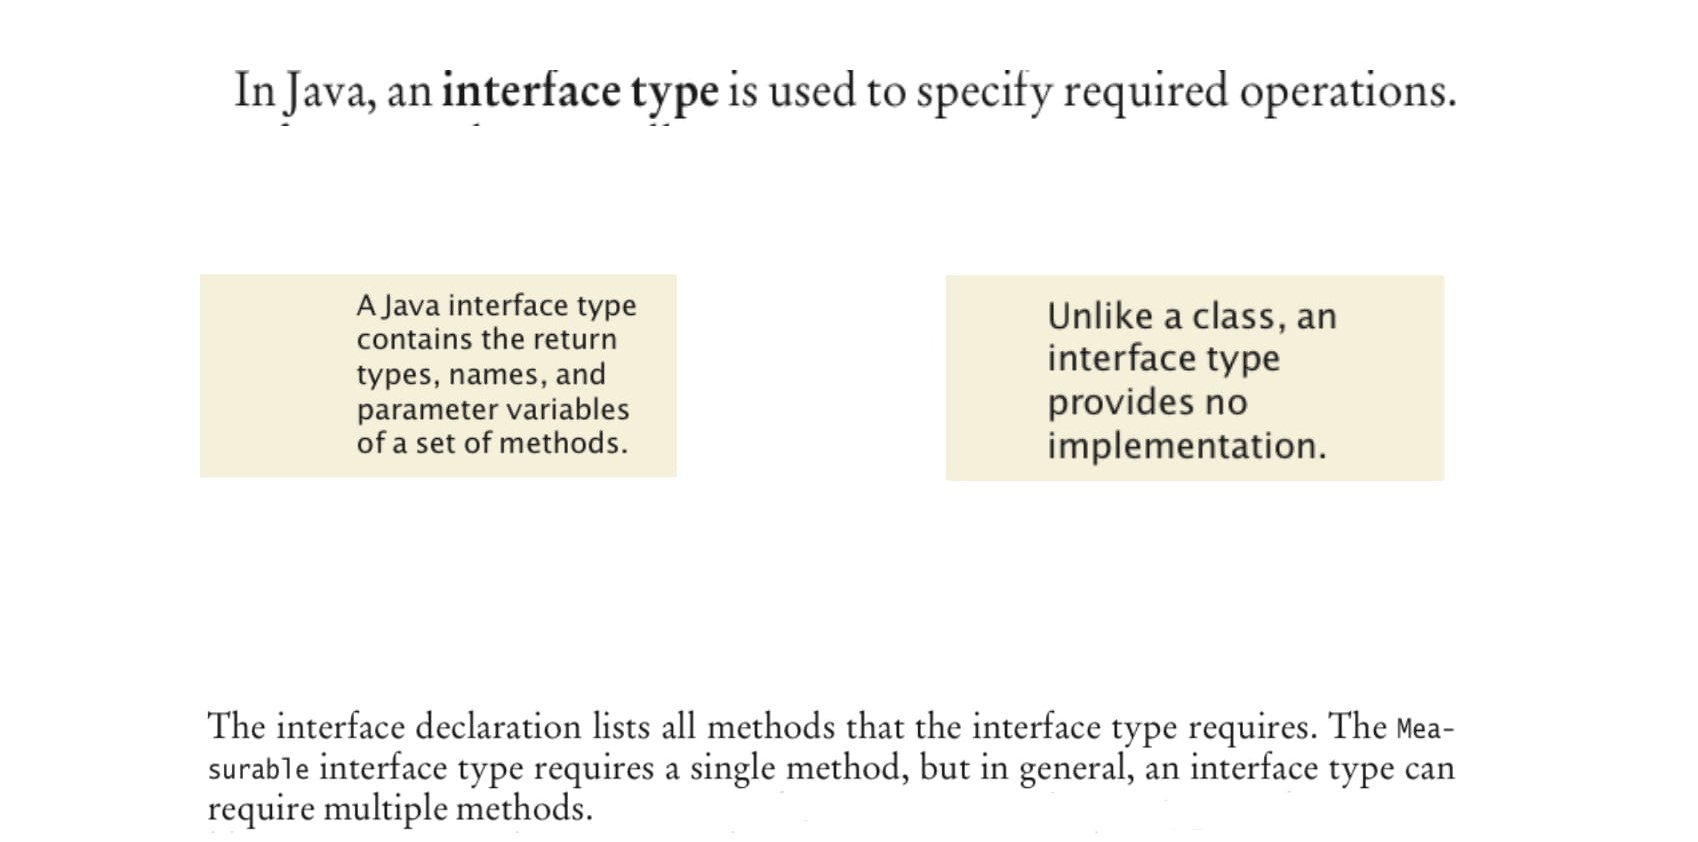 In Java, an interface type is used to specify required operations.
A Java interface type
contains the return
types, names, and
parameter variables
of a set of methods.
Unlike a class, an
interface type
provides no
implementation.
The interface declaration lists all methods that the interface type requires. The Mea-
surable interface type requires a single method, but in general, an interface type can
require multiple methods.